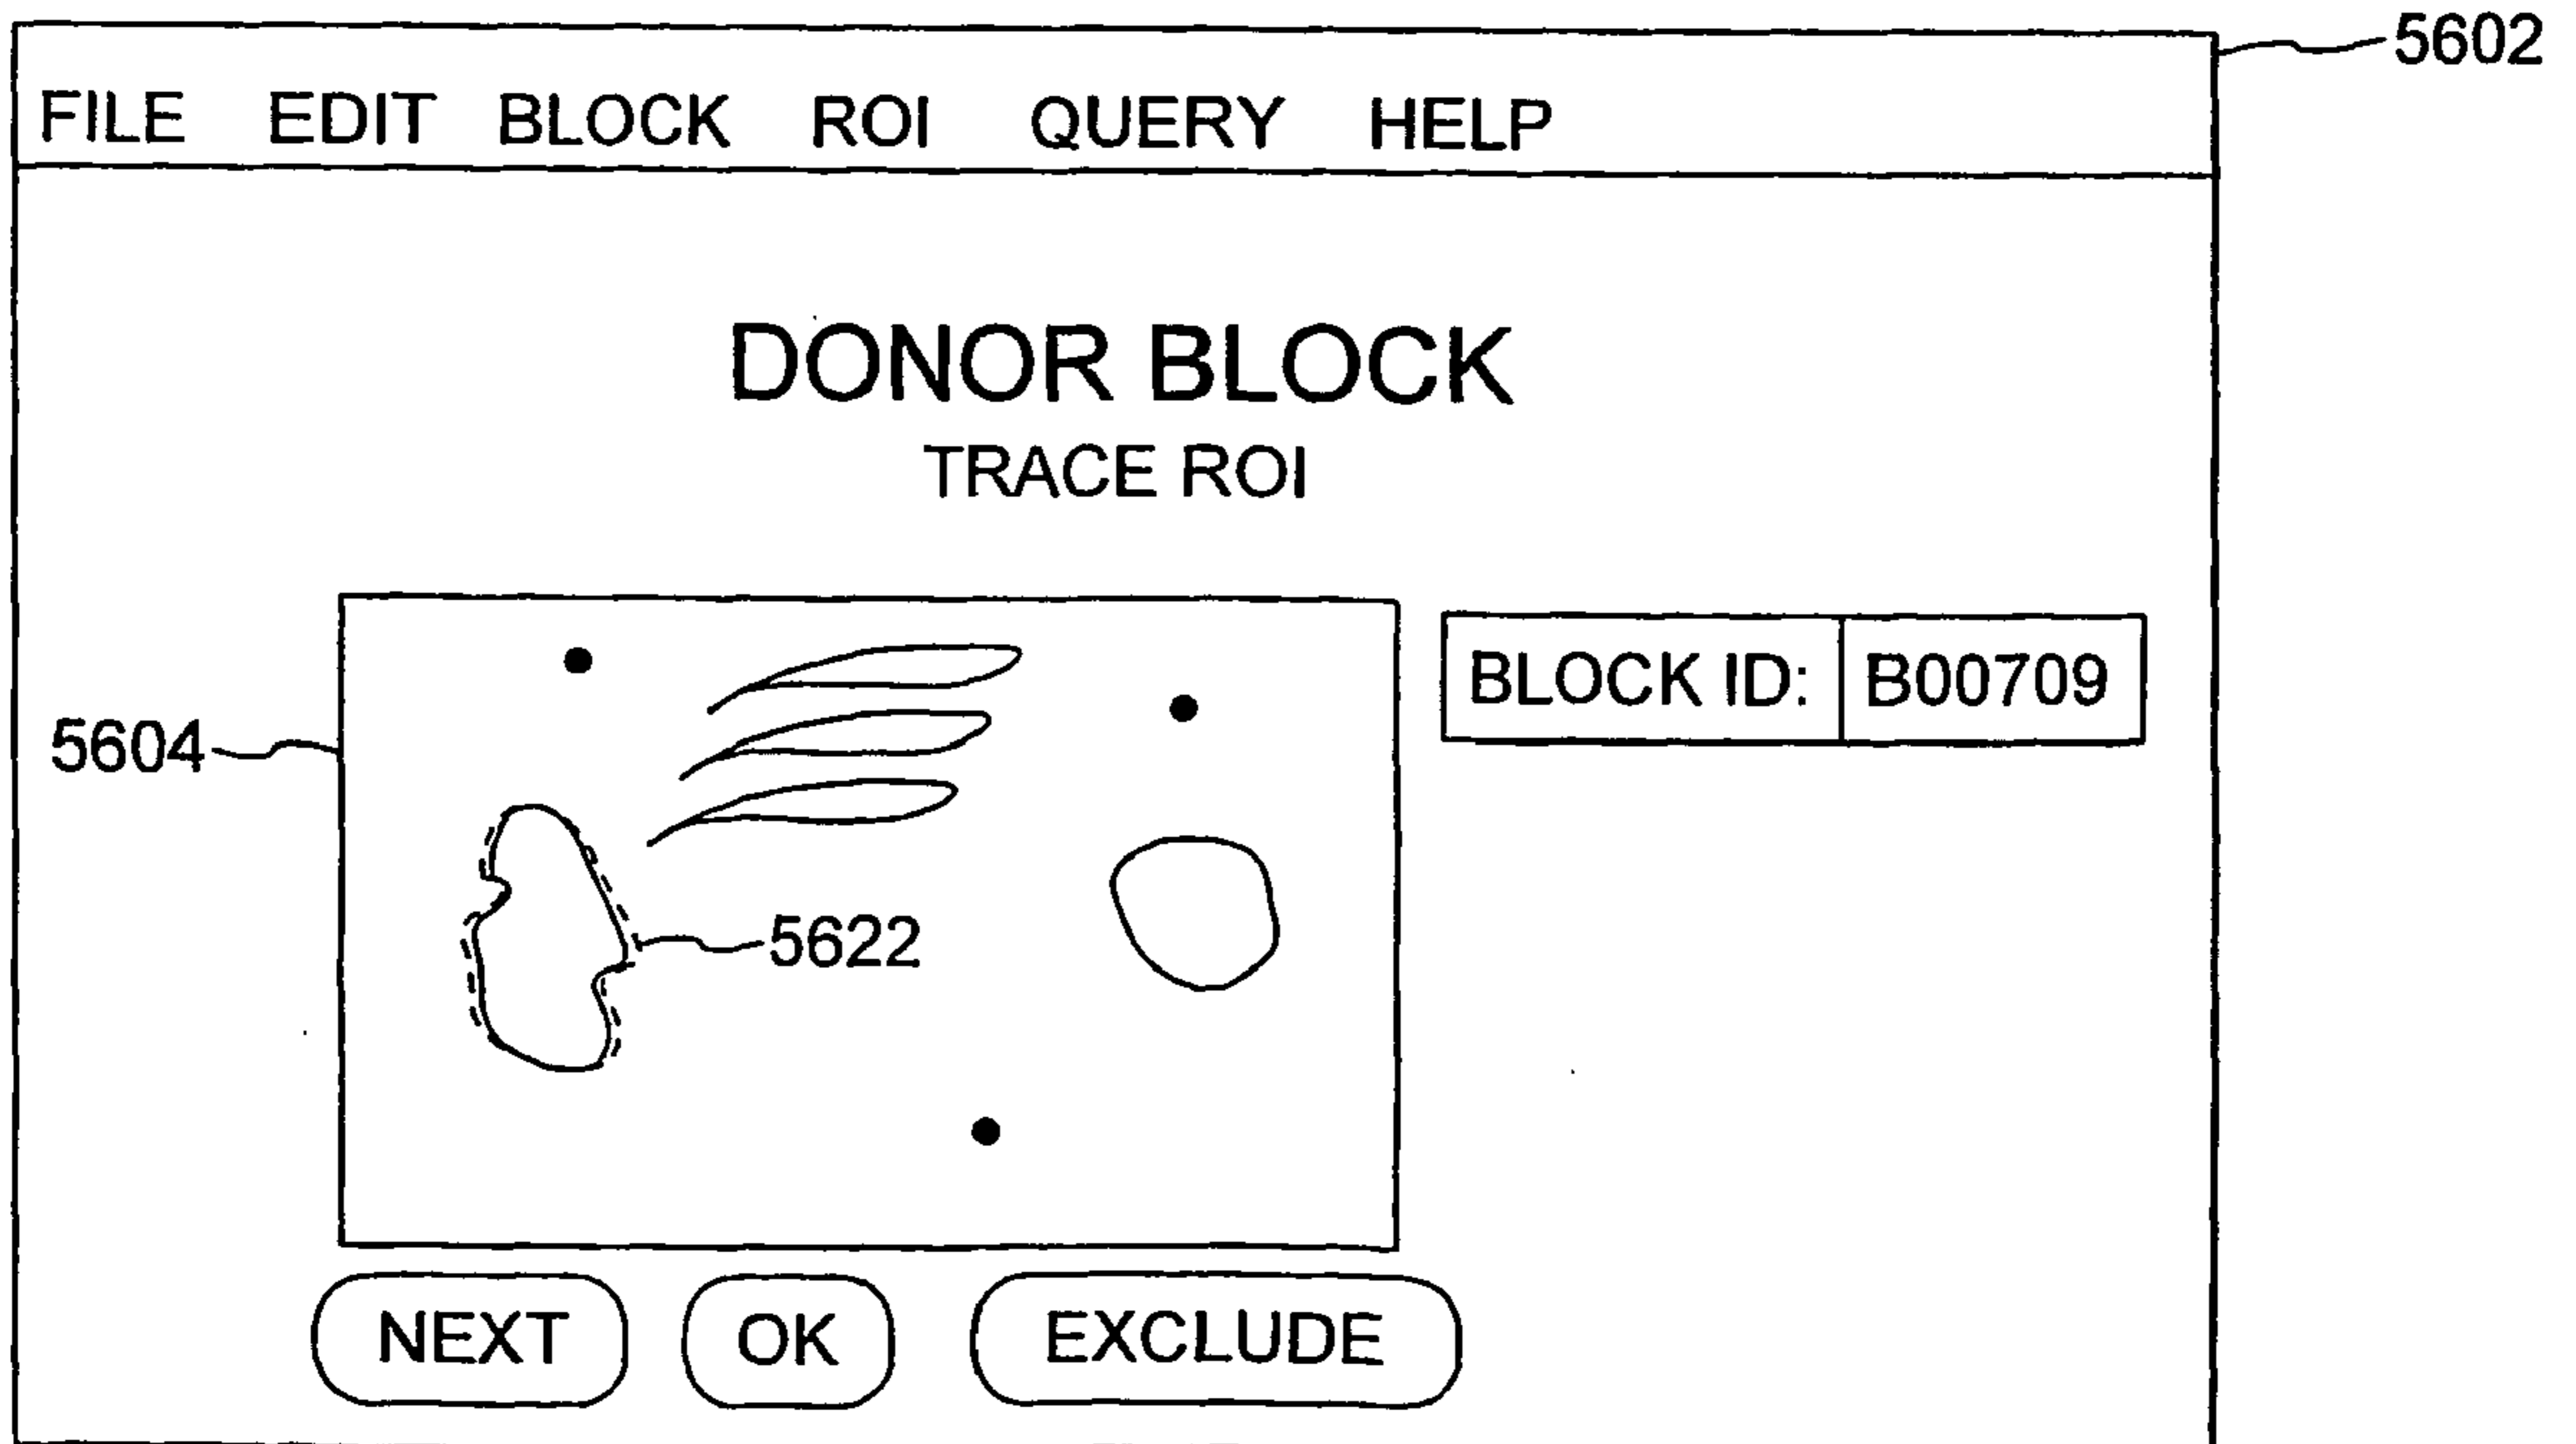 5602
FILE EDIT BLOCK ROI QUERY HELP
DONOR BLOCK
TRACE ROI
BLOCK ID: B00709
5604
5622
NEXT OK EXCLUDE